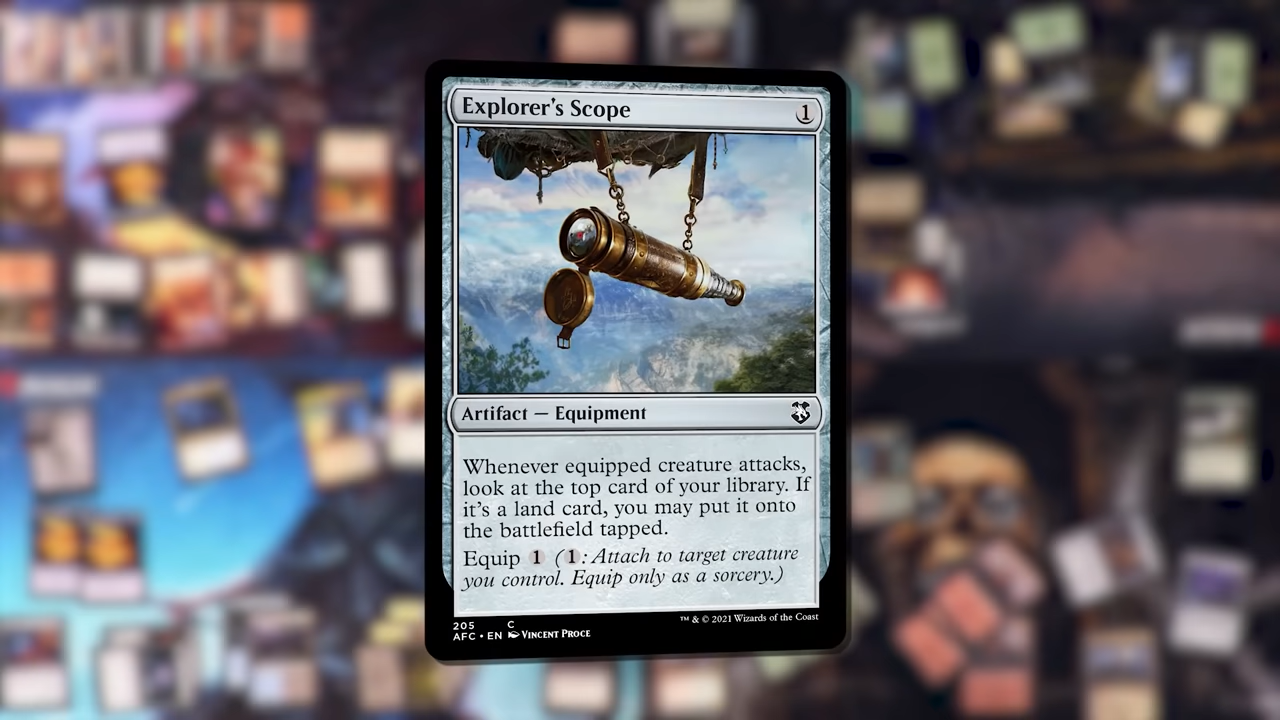 Explorer's Scope 1
Artifact — Equipment
Whenever equipped creature attacks,
look at the top card of your library. If
it's a land card, you may put it onto
the battlefield tapped.
Equip 1 (1: Attach to target creature
you control. Equip only as a sorcery.)
205 C
AFC • EN Vincent Proce
™ & © 2021 Wizards of the Coast